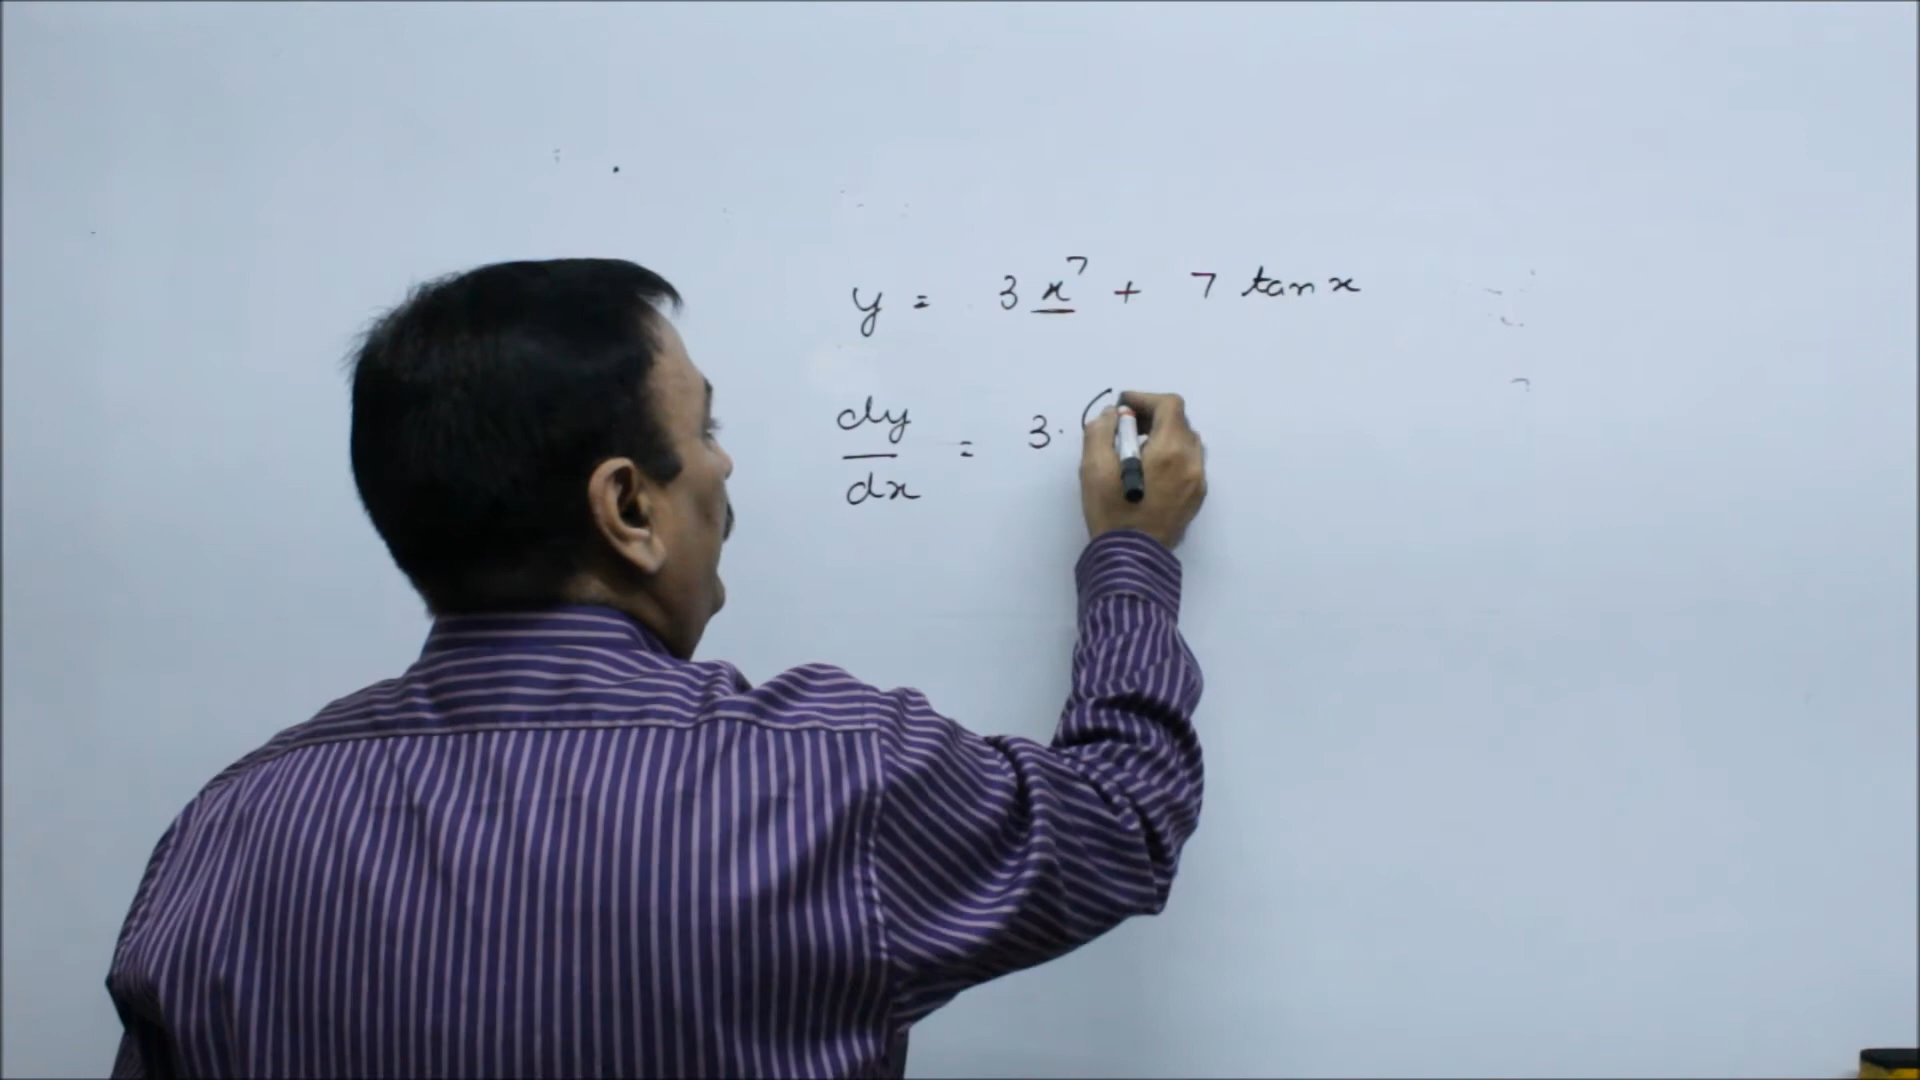 y = 3x⁷ + 7 tan x
dy/dx = 3·(